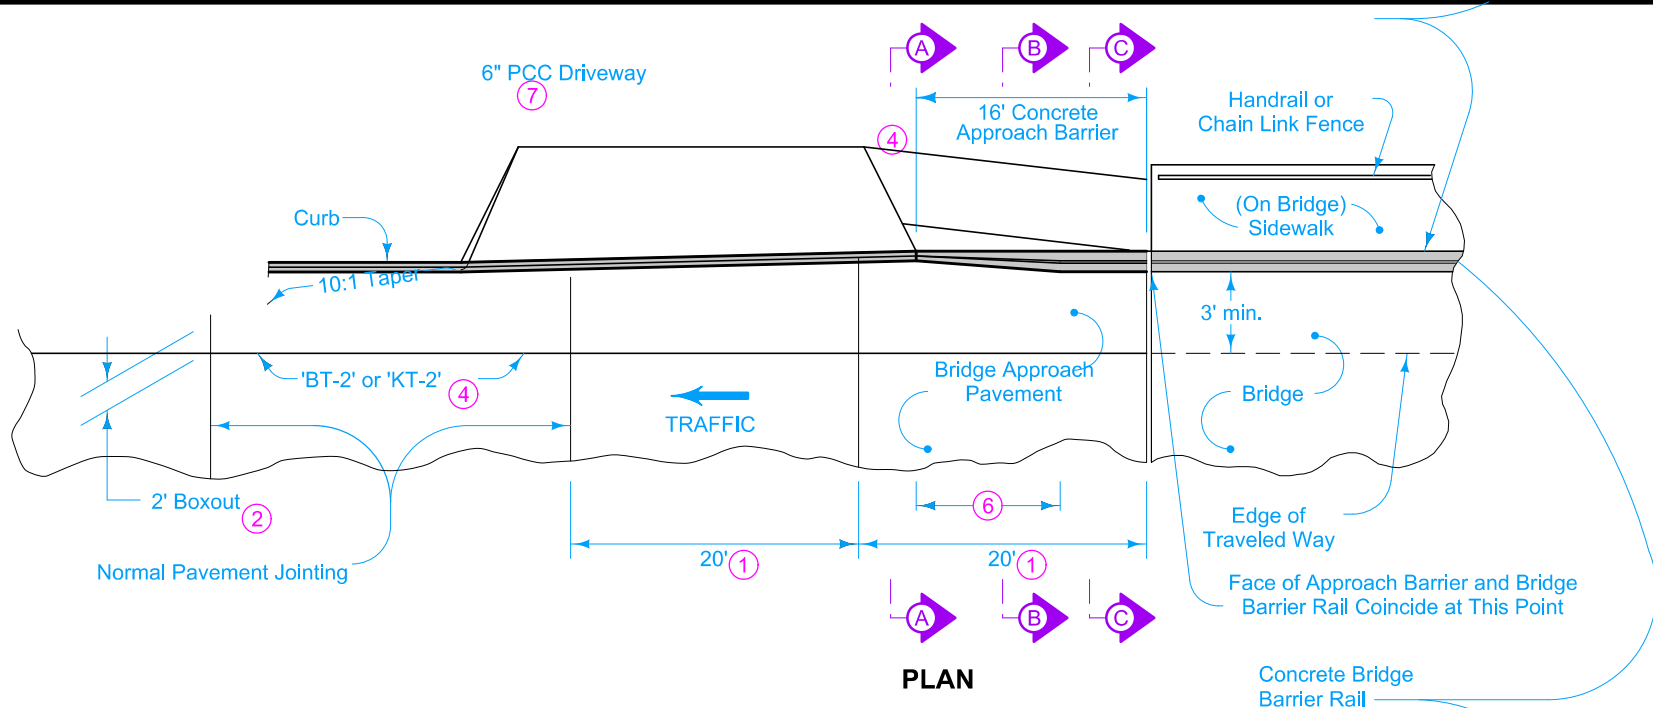 A
B
C
6" PCC Driveway
7
16' Concrete
Approach Barrier
4
Handrail or
Chain Link Fence
(On Bridge)
Sidewalk
Curb
10:1 Taper
3' min.
'BT-2' or 'KT-2'
4
TRAFFIC
Bridge Approach
Pavement
Bridge
2' Boxout
2
6
Edge of
Traveled Way
Normal Pavement Jointing
20'
1
20'
1
Face of Approach Barrier and Bridge
Barrier Rail Coincide at This Point
A
B
C
PLAN
Concrete Bridge
Barrier Rail